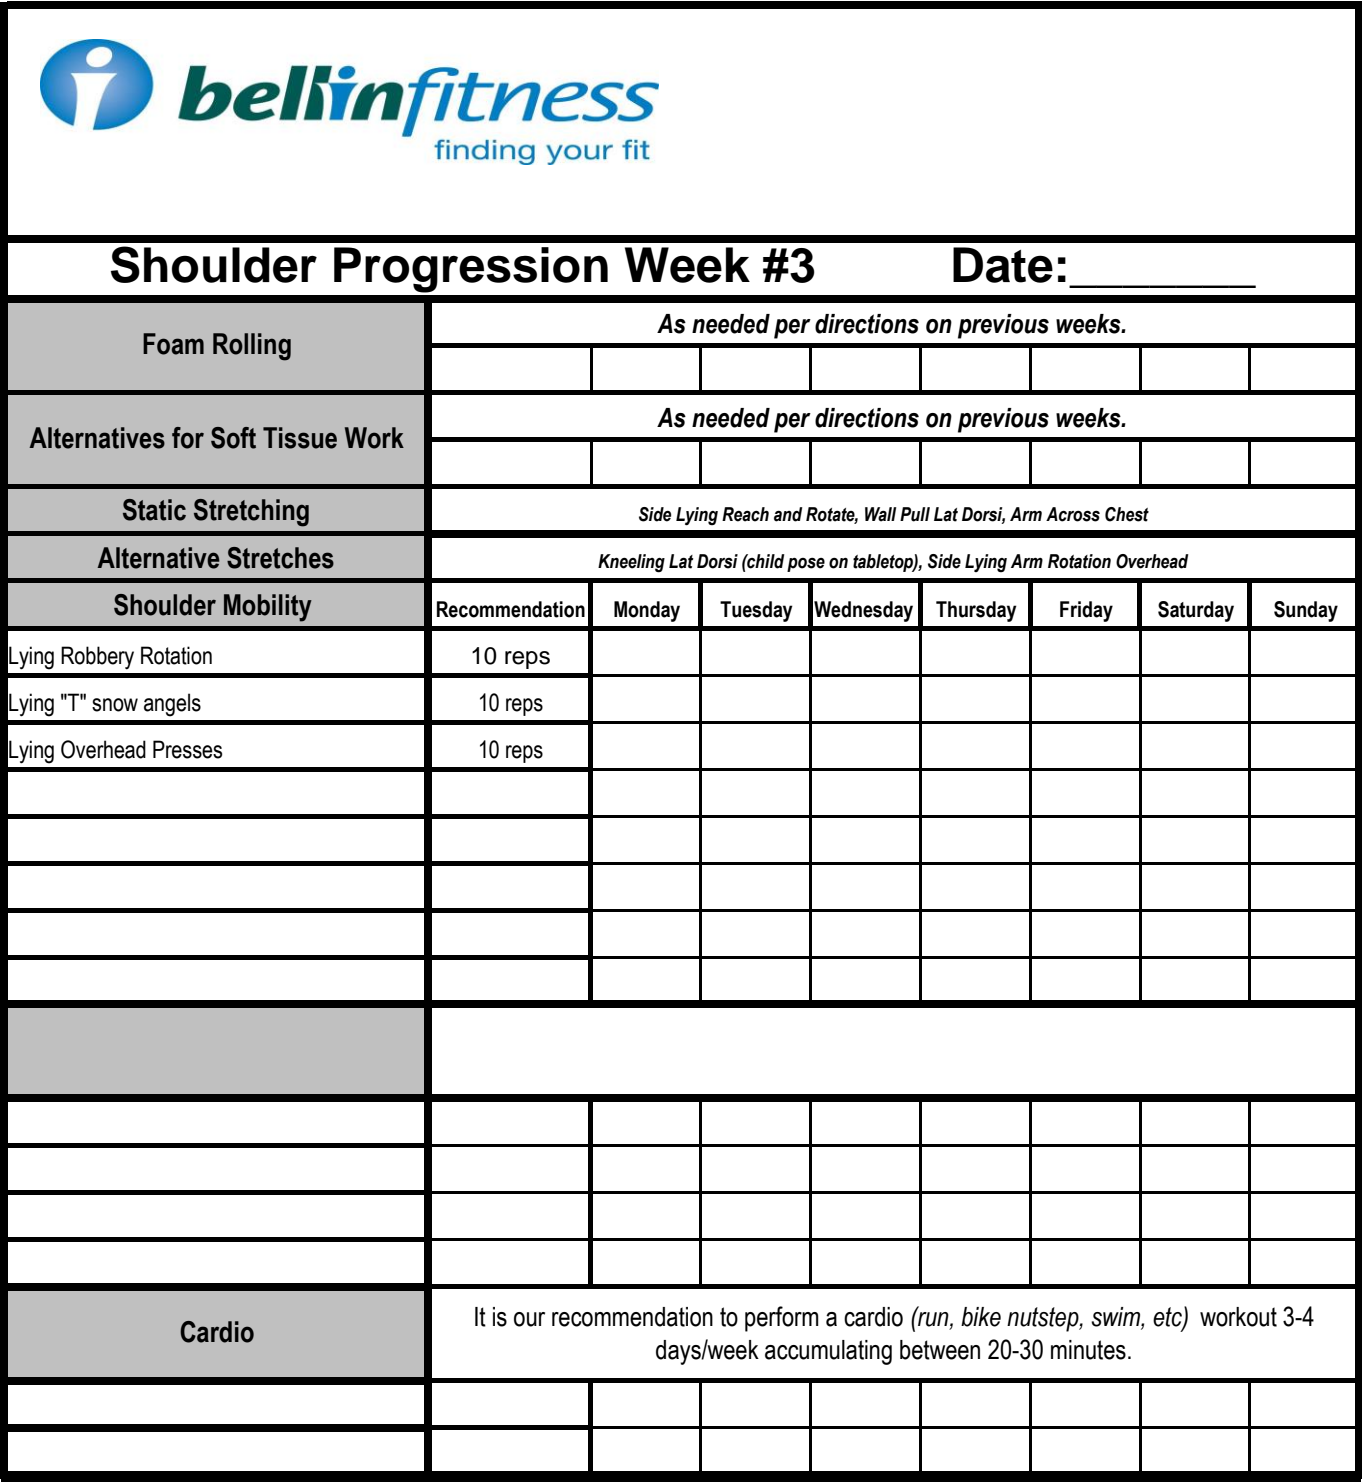 bellinfitness
finding your fit
Shoulder Progression Week #3 Date:_______
Foam Rolling
As needed per directions on previous weeks.
Alternatives for Soft Tissue Work
As needed per directions on previous weeks.
Static Stretching
Side Lying Reach and Rotate, Wall Pull Lat Dorsi, Arm Across Chest
Alternative Stretches
Kneeling Lat Dorsi (child pose on tabletop), Side Lying Arm Rotation Overhead
Shoulder Mobility Recommendation Monday Tuesday Wednesday Thursday Friday Saturday Sunday
Lying Robbery Rotation 10 reps
Lying "T" snow angels 10 reps
Lying Overhead Presses 10 reps
Cardio
It is our recommendation to perform a cardio (run, bike nutstep, swim, etc) workout 3-4
days/week accumulating between 20-30 minutes.